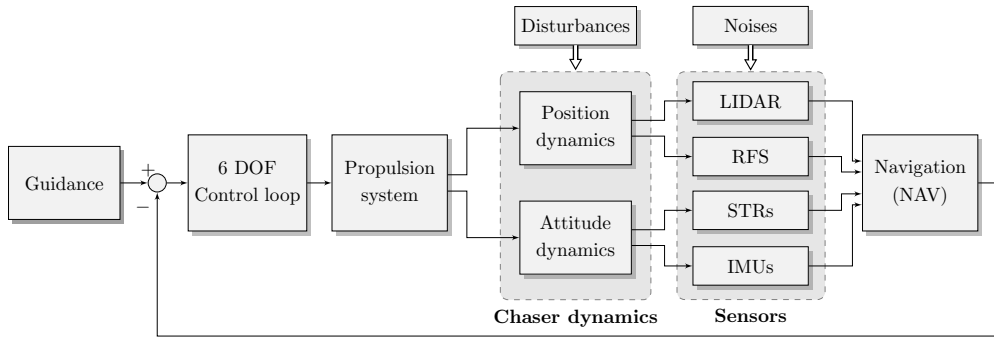 Disturbances
Noises
Guidance
+
−
6 DOF
Control loop
Propulsion
system
Position
dynamics
Attitude
dynamics
Chaser dynamics
LIDAR
RFS
STRs
IMUs
Sensors
Navigation
(NAV)